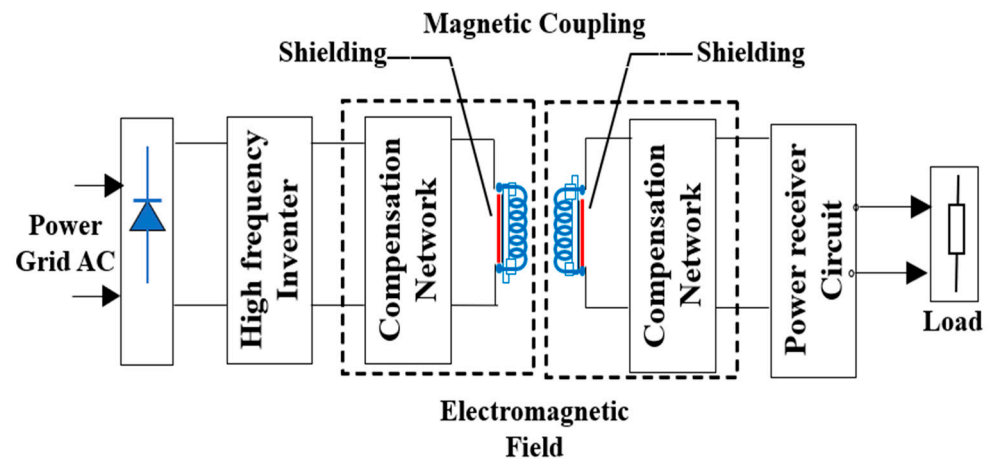 Magnetic Coupling
Shielding
Shielding
Power
Grid AC
High frequency
Inventer
Compensation
Network
Compensation
Network
Power receiver
Circuit
Load
Electromagnetic
Field